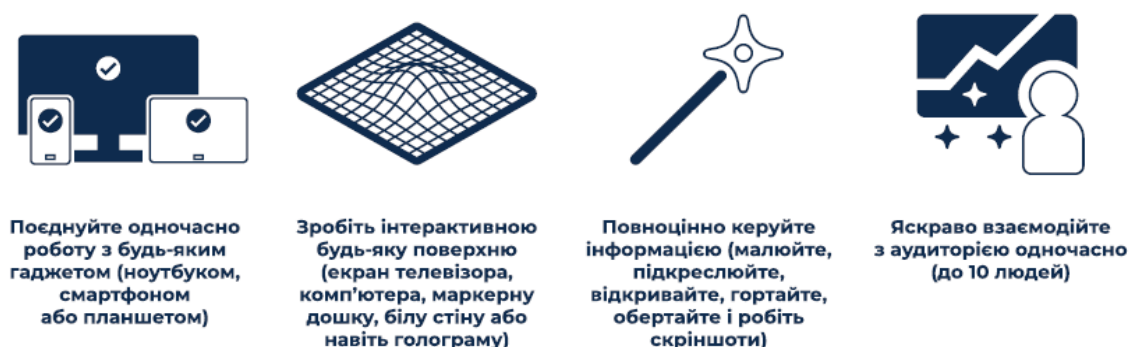 Поєднуйте одночасно
роботу з будь-яким
гаджетом (ноутбуком,
смартфоном
або планшетом)
Зробіть інтерактивною
будь-яку поверхню
(екран телевізора,
комп'ютера, маркерну
дошку, білу стіну або
навіть голограму)
Повноцінно керуйте
інформацією (малюйте,
підкреслюйте,
відкривайте, гортайте,
обертайте і робіть
скріншоти)
Яскраво взаємодійте
з аудиторією одночасно
(до 10 людей)